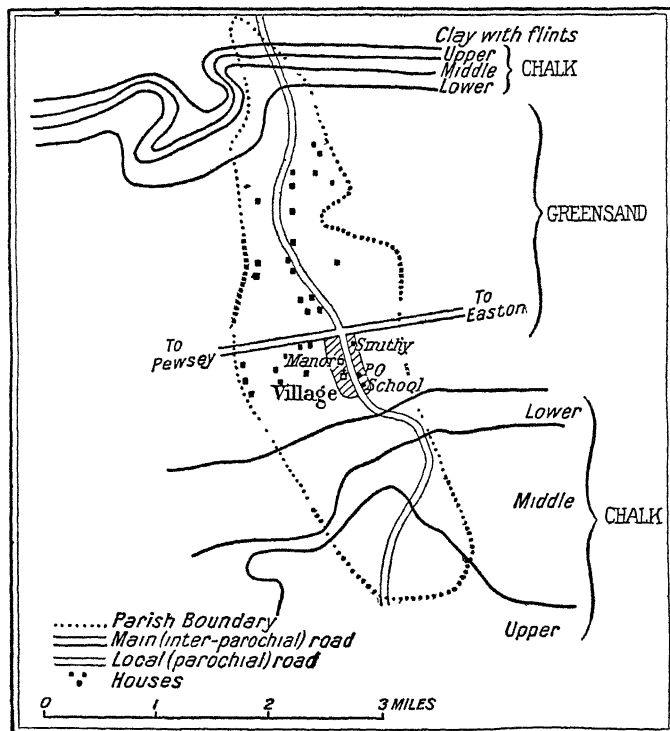 Clay with flints
Upper
Middle
Lower
CHALK
GREENSAND
To
Easton
To
Pewsey
Smithy
Manor
PO
School
Village
Lower
Middle
CHALK
Upper
Parish Boundary
Main (inter-parochial) road
Local (parochial) road
Houses
0 1 2 3 MILES